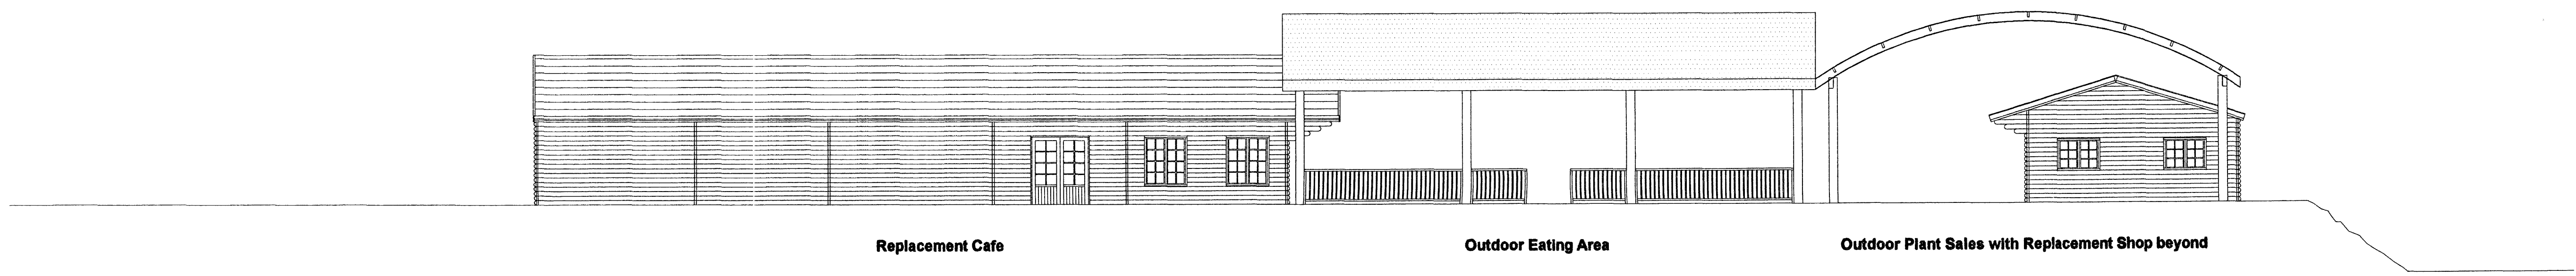 Replacement Cafe
Outdoor Eating Area
Outdoor Plant Sales with Replacement Shop beyond